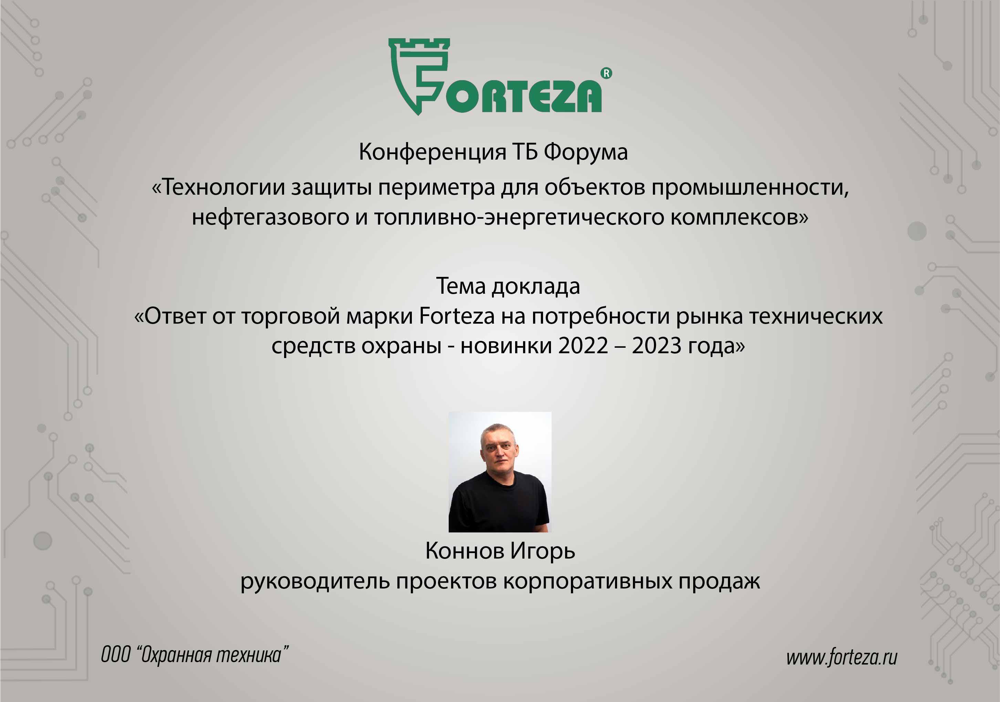 FORTEZA®
Конференция ТБ Форума
«Технологии защиты периметра для объектов промышленности,
нефтегазового и топливно-энергетического комплексов»
Тема доклада
«Ответ от торговой марки Forteza на потребности рынка технических
средств охраны - новинки 2022 – 2023 года»
Коннов Игорь
руководитель проектов корпоративных продаж
ООО “Охранная техника”
www.forteza.ru